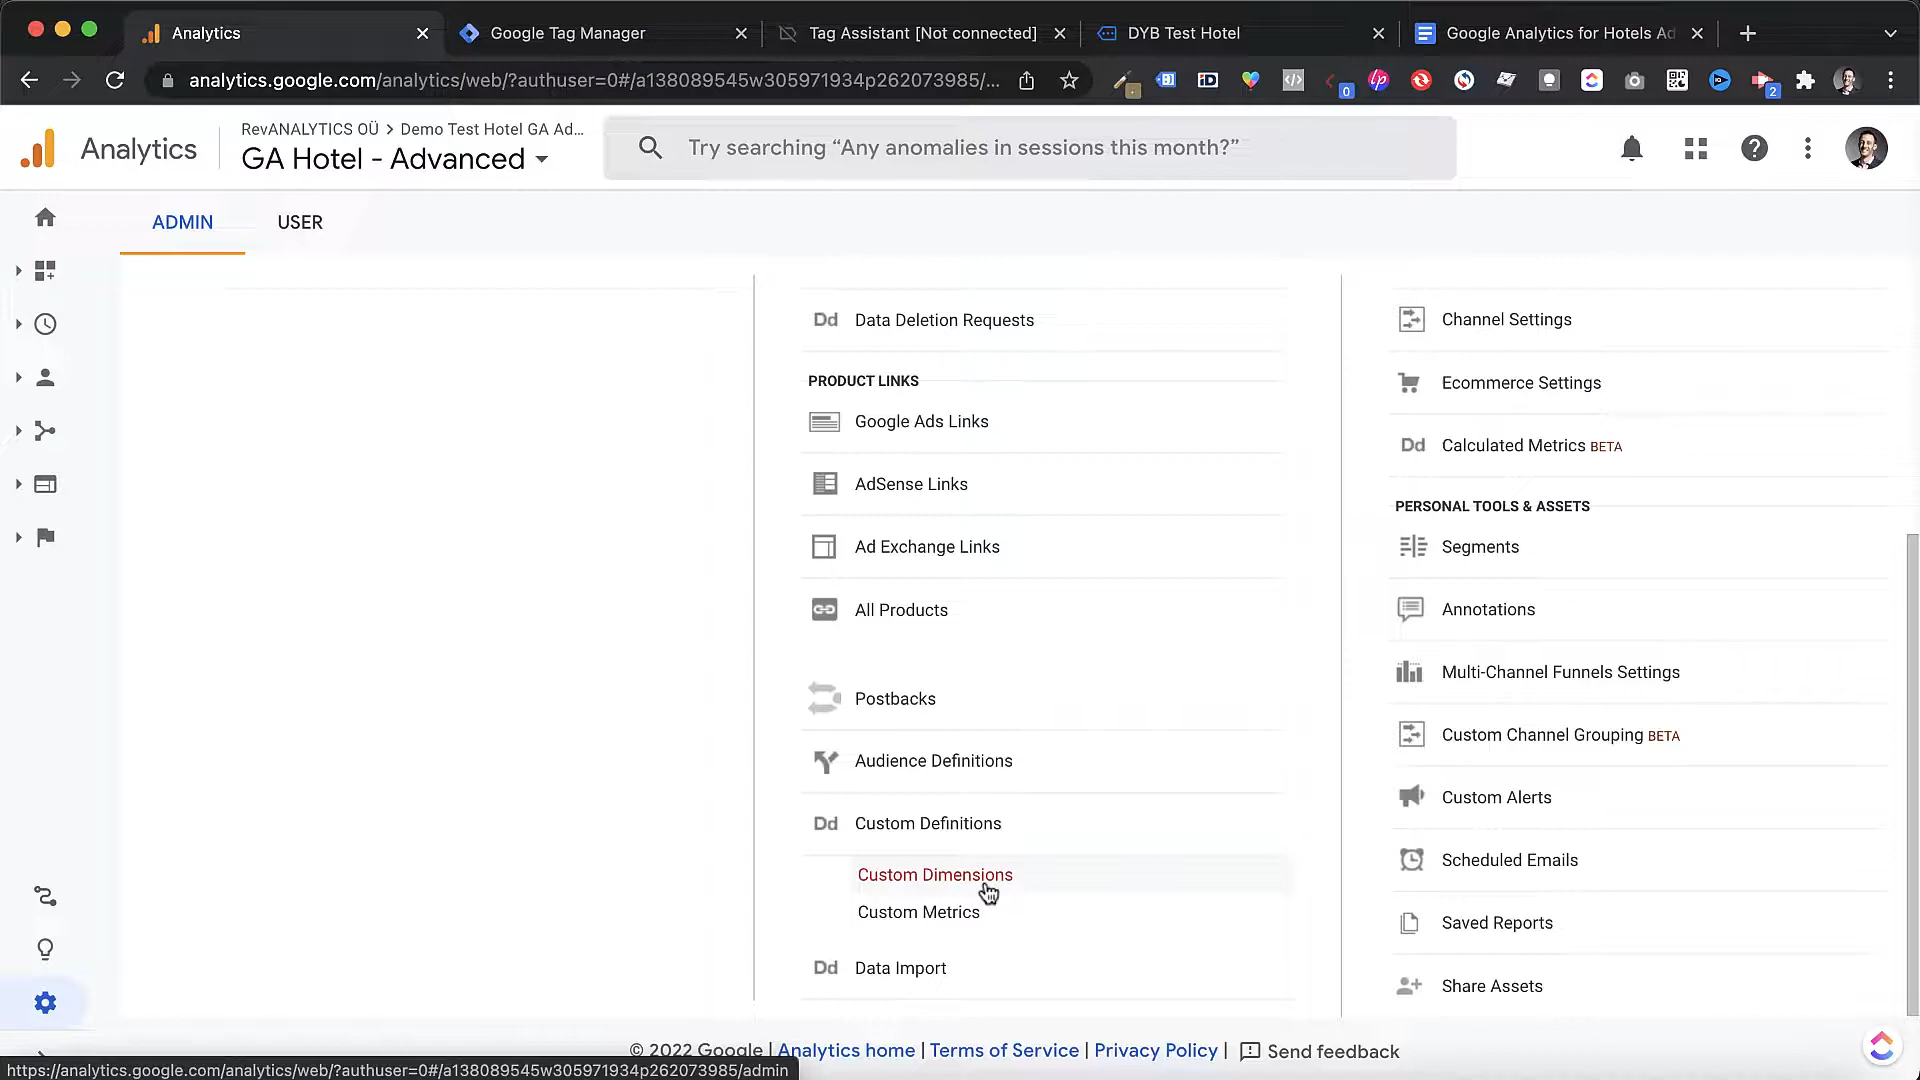 Analytics
Google Tag Manager
Tag Assistant [Not connected]
DYB Test Hotel
Google Analytics for Hotels Ad
analytics.google.com/analytics/web/?authuser=0#/a138089545w305971934p262073985/...
0
2
Analytics
RevANALYTICS OÜ > Demo Test Hotel GA Ad...
GA Hotel - Advanced
Try searching “Any anomalies in sessions this month?”
ADMIN
USER
Dd Data Deletion Requests
PRODUCT LINKS
Google Ads Links
AdSense Links
Ad Exchange Links
All Products
Postbacks
Audience Definitions
Dd Custom Definitions
Custom Dimensions
Custom Metrics
Dd Data Import
Channel Settings
Ecommerce Settings
Dd Calculated Metrics BETA
PERSONAL TOOLS & ASSETS
Segments
Annotations
Multi-Channel Funnels Settings
Custom Channel Grouping BETA
Custom Alerts
Scheduled Emails
Saved Reports
Share Assets
© 2022 Google | Analytics home | Terms of Service | Privacy Policy | Send feedback
https://analytics.google.com/analytics/web/?authuser=0#/a138089545w305971934p262073985/admin